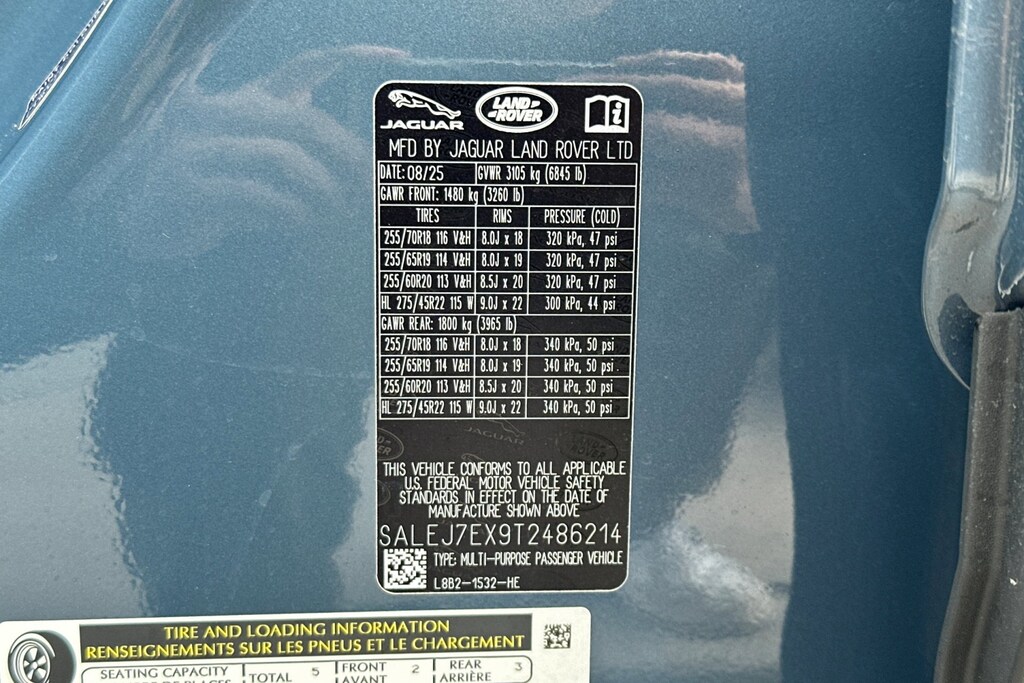 JAGUAR
LAND-
-ROVER
i
MFD BY JAGUAR LAND ROVER LTD
DATE: 08/25 GVWR 3105 kg (6845 lb)
GAWR FRONT: 1480 kg (3260 lb)
TIRES RIMS PRESSURE (COLD)
255/70R18 116 V&H 8.0J x 18 320 kPa, 47 psi
255/65R19 114 V&H 8.0J x 19 320 kPa, 47 psi
255/60R20 113 V&H 8.5J x 20 320 kPa, 47 psi
HL 275/45R22 115 W 9.0J x 22 300 kPa, 44 psi
GAWR REAR: 1800 kg (3965 lb)
255/70R18 116 V&H 8.0J x 18 340 kPa, 50 psi
255/65R19 114 V&H 8.0J x 19 340 kPa, 50 psi
255/60R20 113 V&H 8.5J x 20 340 kPa, 50 psi
HL 275/45R22 115 W 9.0J x 22 340 kPa, 50 psi
JAGUAR
LAND-
-ROVER
THIS VEHICLE CONFORMS TO ALL APPLICABLE
U.S. FEDERAL MOTOR VEHICLE SAFETY
STANDARDS IN EFFECT ON THE DATE OF
MANUFACTURE SHOWN ABOVE
SALEJ7EX9T2486214
TYPE: MULTI-PURPOSE PASSENGER VEHICLE
L8B2-1532-HE
TIRE AND LOADING INFORMATION
RENSEIGNEMENTS SUR LES PNEUS ET LE CHARGEMENT
SEATING CAPACITY TOTAL 5 FRONT 2 REAR 3
AVANT ARRIÈRE